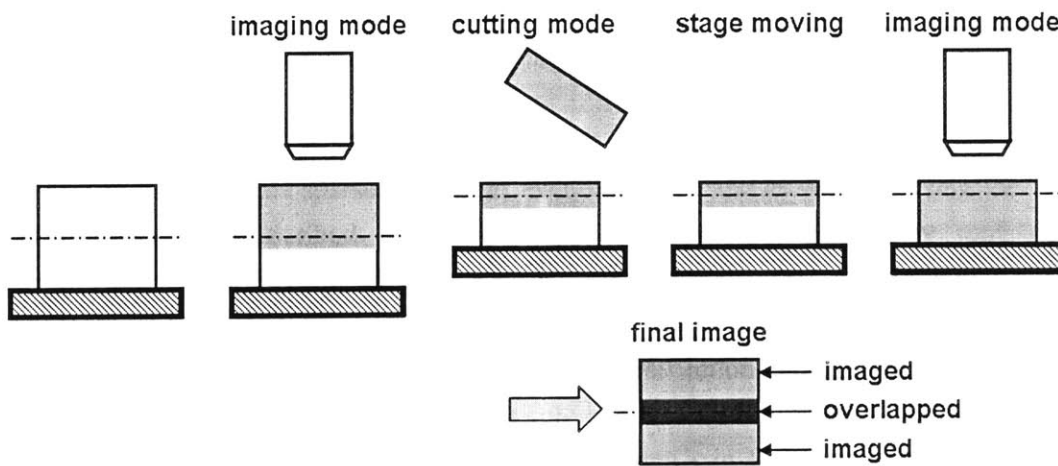 imaging mode
cutting mode
stage moving
imaging mode
final image
imaged
overlapped
imaged